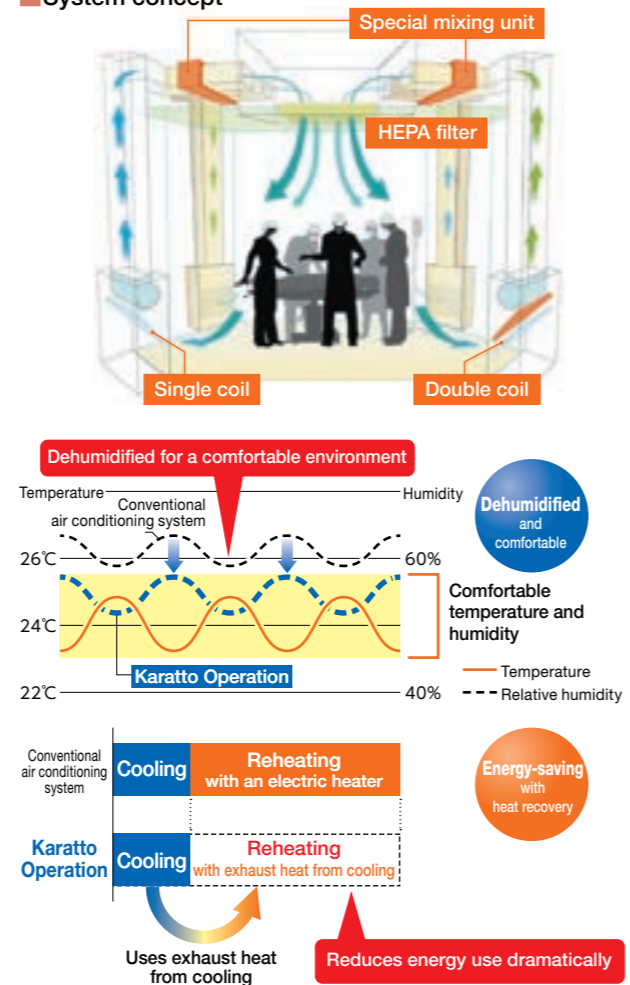 System concept
Special mixing unit
HEPA filter
Single coil
Double coil
Dehumidified for a comfortable environment
Temperature
Humidity
Conventional
air conditioning system
Dehumidified
and
comfortable
26℃
60%
24℃
Comfortable
temperature and
humidity
Karatto Operation
Temperature
22℃
40%
Relative humidity
Conventional
air conditioning
system
Cooling
Reheating
with an electric heater
Energy-saving
with
heat recovery
Karatto
Operation
Cooling
Reheating
with exhaust heat from cooling
Uses exhaust heat
from cooling
Reduces energy use dramatically